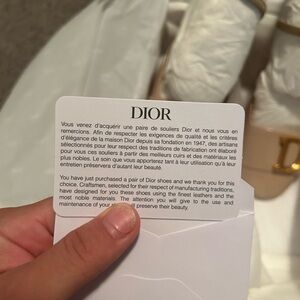 DIOR
Vous venez d'acquérir une paire de souliers Dior et nous vous en
remercions. Afin de respecter les exigences de qualité et les critères
d'élégance de la maison Dior depuis sa fondation en 1947, des artisans
sélectionnés pour leur respect des traditions de fabrication ont élaboré
pour vous ces souliers à partir des meilleurs cuirs et des matériaux les
plus nobles. Le soin que vous apportez tant à leur utilisation qu'à leur
entretien préservera d'autant leur beauté.
You have just purchased a pair of Dior shoes and we thank you for this
choice. Craftsmen, selected for their respect of manufacturing traditions,
have designed for you these shoes using the finest leathers and the
most noble materials. The attention you will give to the use and
maintenance of your will preserve their beauty.